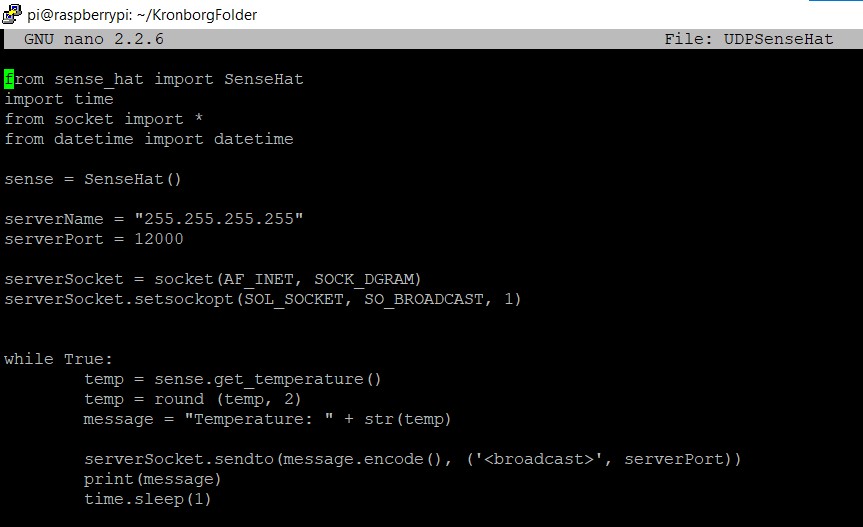 pi@raspberrypi: ~/KronborgFolder
GNU nano 2.2.6 File: UDPSenseHat
from sense_hat import SenseHat
import time
from socket import *
from datetime import datetime
sense = SenseHat()
serverName = "255.255.255.255"
serverPort = 12000
serverSocket = socket(AF_INET, SOCK_DGRAM)
serverSocket.setsockopt(SOL_SOCKET, SO_BROADCAST, 1)
while True:
        temp = sense.get_temperature()
        temp = round (temp, 2)
        message = "Temperature: " + str(temp)
        serverSocket.sendto(message.encode(), ('<broadcast>', serverPort))
        print(message)
        time.sleep(1)